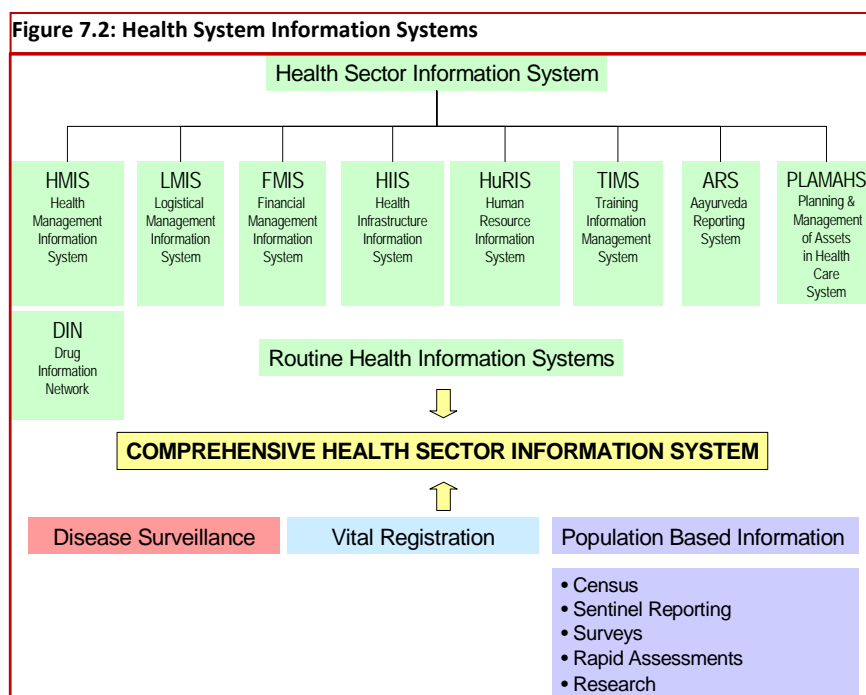 Figure 7.2: Health System Information Systems
Health Sector Information System
HMIS
Health
Management
Information
System
LMIS
Logistical
Management
Information
System
FMIS
Financial
Management
Information
System
HIIS
Health
Infrastructure
Information
System
HuRIS
Human
Resource
Information
System
TIMS
Training
Information
Management
System
ARS
Aayurveda
Reporting
System
PLAMAHS
Planning &
Management
of Assets
in Health
Care
System
DIN
Drug
Information
Network
Routine Health Information Systems
COMPREHENSIVE HEALTH SECTOR INFORMATION SYSTEM
Disease Surveillance
Vital Registration
Population Based Information
• Census
• Sentinel Reporting
• Surveys
• Rapid Assessments
• Research